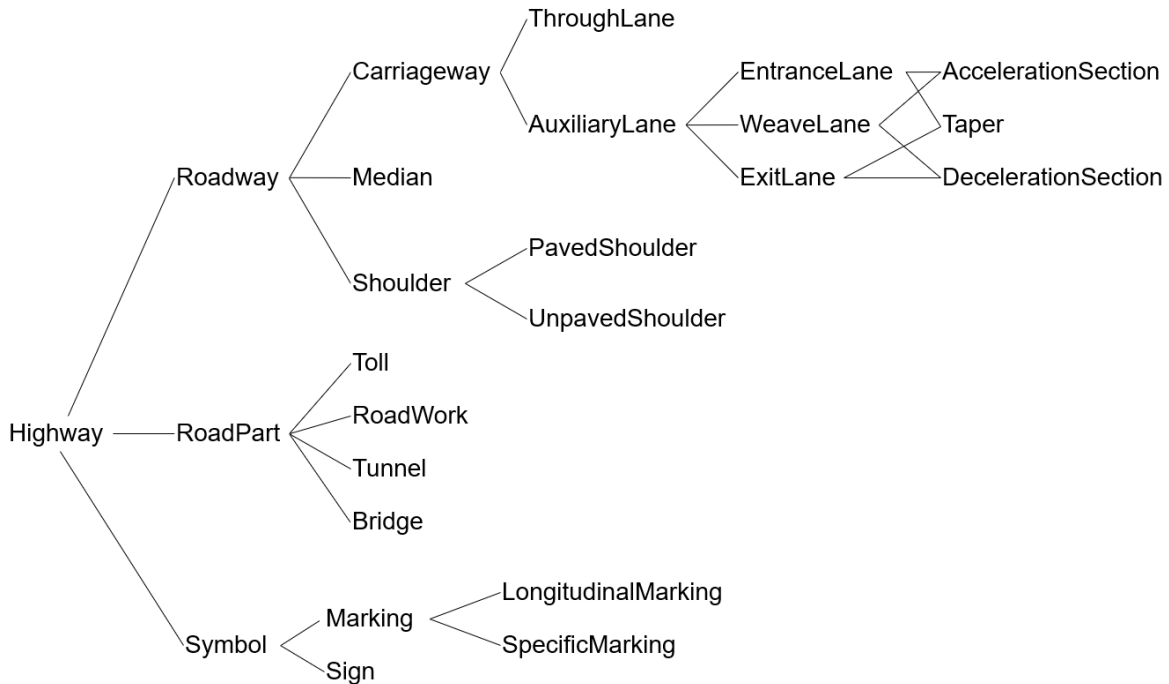 ThroughLane
Carriageway
EntranceLane
AccelerationSection
AuxiliaryLane
WeaveLane
Taper
Roadway
Median
ExitLane
DecelerationSection
PavedShoulder
Shoulder
UnpavedShoulder
Toll
RoadWork
Highway
RoadPart
Tunnel
Bridge
LongitudinalMarking
Marking
Symbol
SpecificMarking
Sign